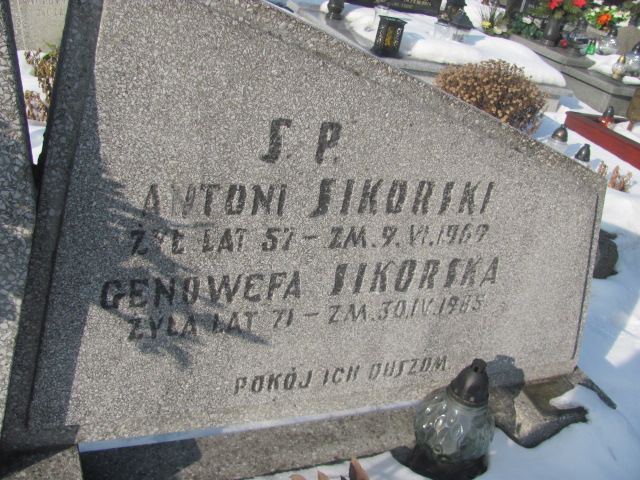 Ś. P.
ANTONI SIKORSKI
ŻYŁ LAT 57 – ZM. 9.VI.1969
GENOWEFA SIKORSKA
ŻYŁA LAT 71 – ZM. 30.IV.1985
POKÓJ ICH DUSZOM